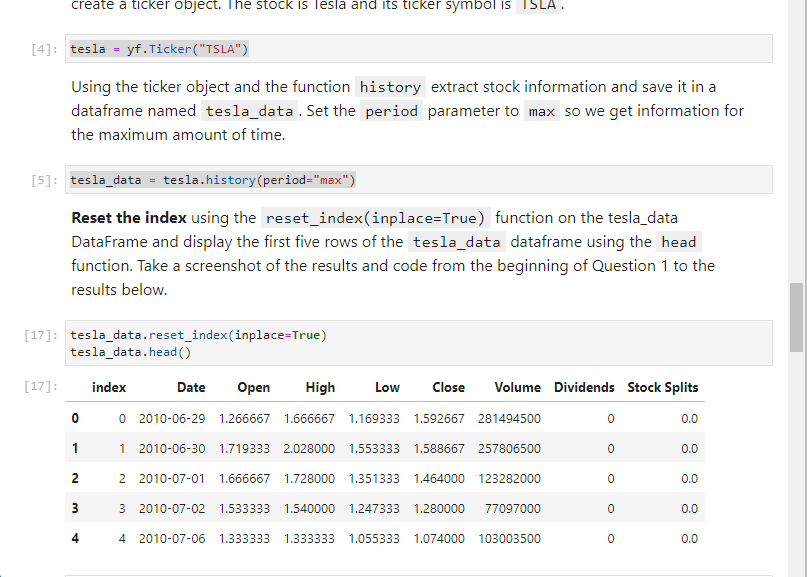 create a ticker object. The stock is Tesla and its ticker symbol is TSLA .
[4]: tesla = yf.Ticker("TSLA")
Using the ticker object and the function history extract stock information and save it in a
dataframe named tesla_data . Set the period parameter to max so we get information for
the maximum amount of time.
[5]: tesla_data = tesla.history(period="max")
Reset the index using the reset_index(inplace=True) function on the tesla_data
DataFrame and display the first five rows of the tesla_data dataframe using the head
function. Take a screenshot of the results and code from the beginning of Question 1 to the
results below.
[17]: tesla_data.reset_index(inplace=True)
tesla_data.head()
[17]: index Date Open High Low Close Volume Dividends Stock Splits
0 0 2010-06-29 1.266667 1.666667 1.169333 1.592667 281494500 0 0.0
1 1 2010-06-30 1.719333 2.028000 1.553333 1.588667 257806500 0 0.0
2 2 2010-07-01 1.666667 1.728000 1.351333 1.464000 123282000 0 0.0
3 3 2010-07-02 1.533333 1.540000 1.247333 1.280000 77097000 0 0.0
4 4 2010-07-06 1.333333 1.333333 1.055333 1.074000 103003500 0 0.0